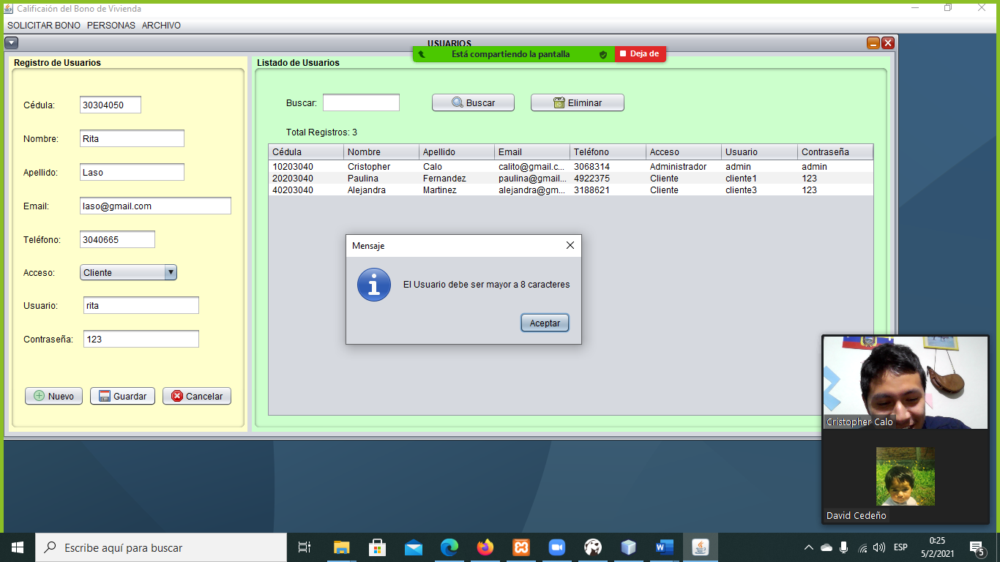 Calificaión del Bono de Vivienda
SOLICITAR BONO PERSONAS ARCHIVO
USUARIOS
Está compartiendo la pantalla
Deja de
Registro de Usuarios
Cédula: 30304050
Nombre: Rita
Apellido: Laso
Email: laso@gmail.com
Teléfono: 3040665
Acceso: Cliente
Usuario: rita
Contraseña: 123
Nuevo Guardar Cancelar
Listado de Usuarios
Buscar: Buscar Eliminar
Total Registros: 3
Cédula Nombre Apellido Email Teléfono Acceso Usuario Contraseña
10203040 Cristopher Calo calito@gmail.c... 3068314 Administrador admin admin
20203040 Paulina Fernandez paulina@gmail... 4922375 Cliente cliente1 123
40203040 Alejandra Martinez alejandra@gm... 3188621 Cliente cliente3 123
Mensaje
El Usuario debe ser mayor a 8 caracteres
Aceptar
Cristopher Calo
David Cedeño
Escribe aquí para buscar
ESP
0:25
5/2/2021
5